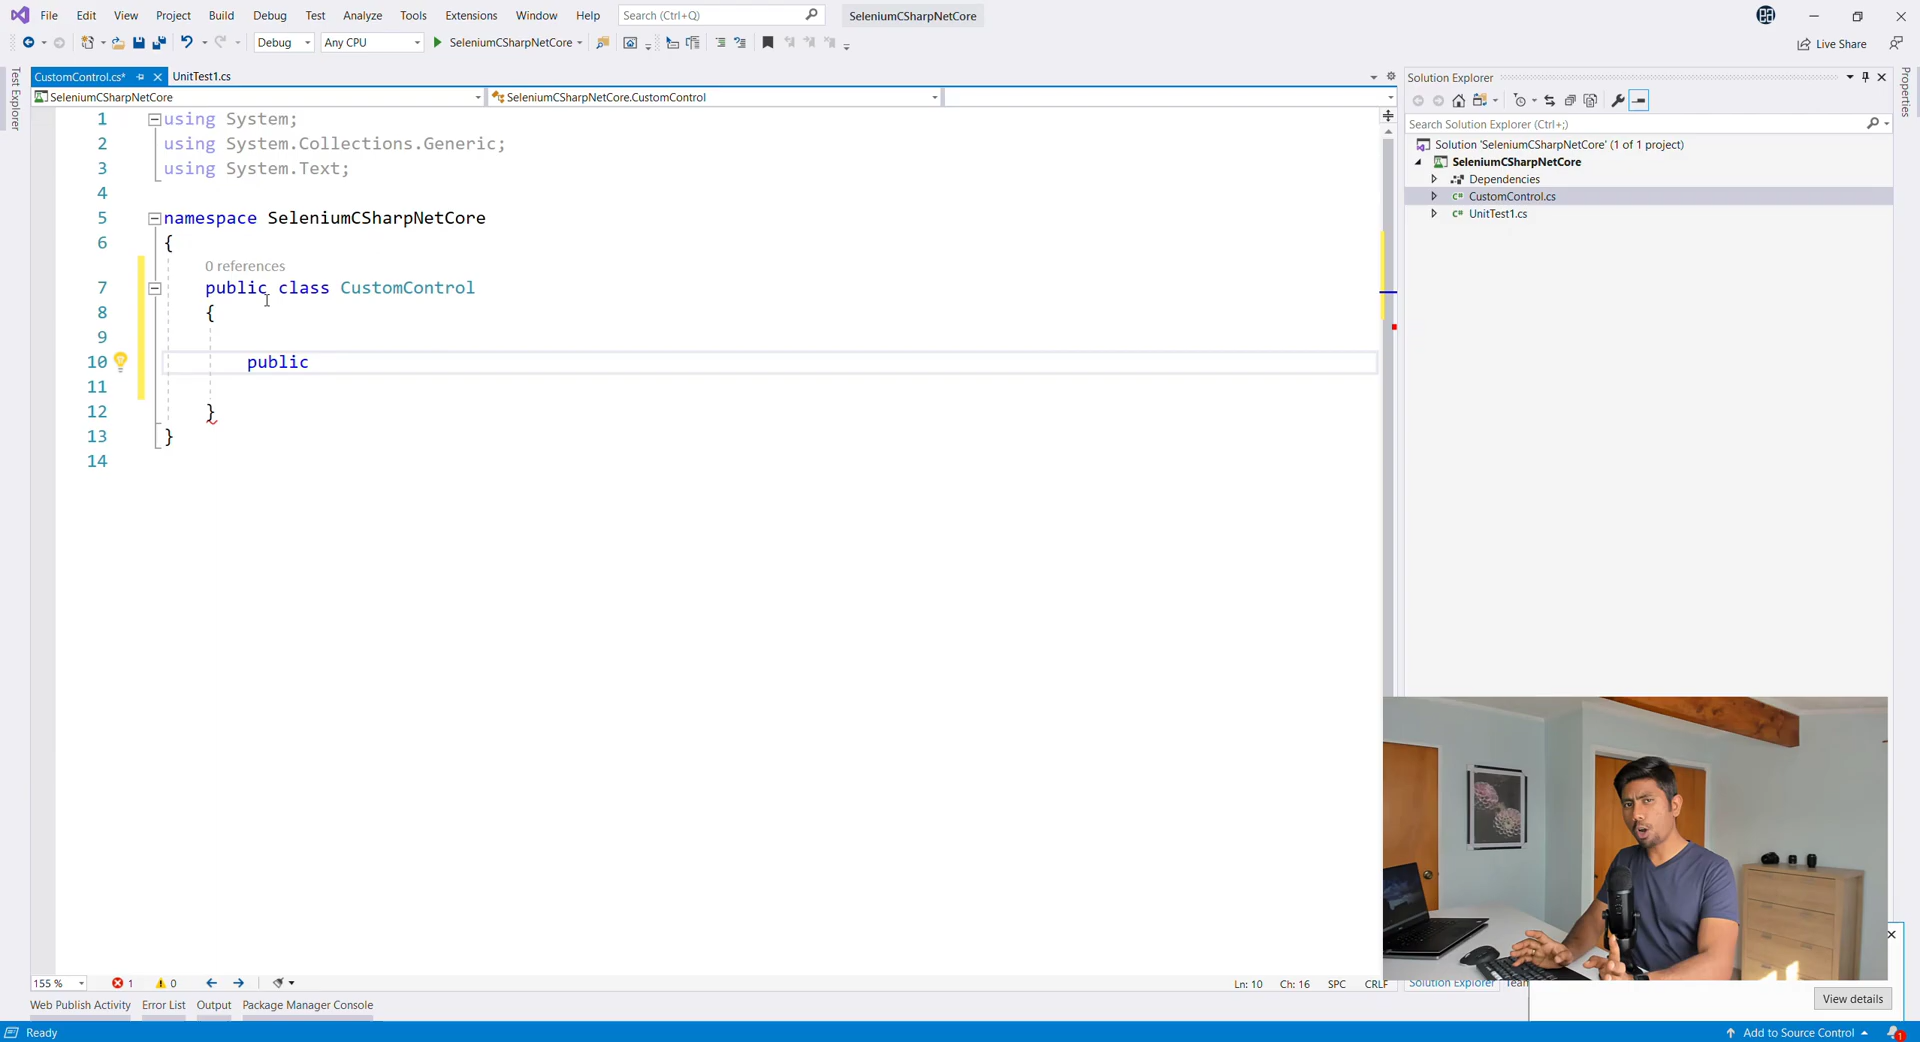 File Edit View Project Build Debug Test Analyze Tools Extensions Window Help Search (Ctrl+Q) SeleniumCSharpNetCore
Debug Any CPU SeleniumCSharpNetCore Live Share
Test Explorer
CustomControl.cs* UnitTest1.cs
SeleniumCSharpNetCore SeleniumCSharpNetCore.CustomControl
1 using System;
2 using System.Collections.Generic;
3 using System.Text;
4
5 namespace SeleniumCSharpNetCore
6 {
0 references
7 public class CustomControl
8 {
9
10 public
11
12 }
13 }
14
Solution Explorer
Search Solution Explorer (Ctrl+;)
Solution 'SeleniumCSharpNetCore' (1 of 1 project)
SeleniumCSharpNetCore
Dependencies
C# CustomControl.cs
C# UnitTest1.cs
Properties
155 % 1 0 Ln: 10 Ch: 16 SPC CRLF
Solution Explorer Team
Web Publish Activity Error List Output Package Manager Console
View details
Ready Add to Source Control 1